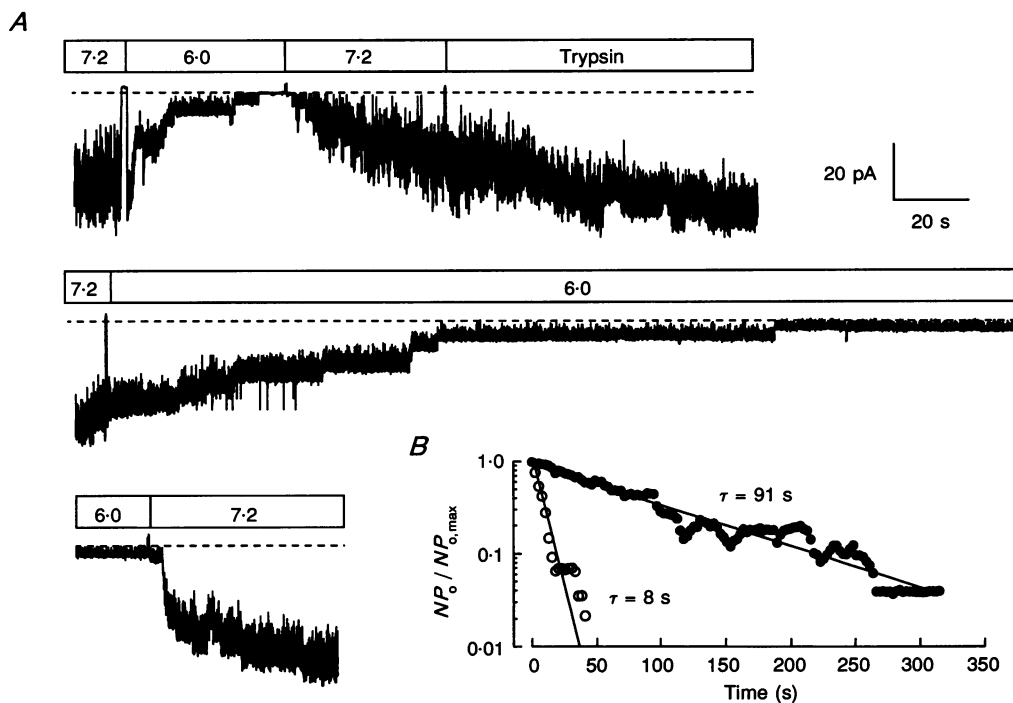 A
7·2 6·0 7·2 Trypsin
20 pA
20 s
7·2 6·0
B
6·0 7·2
1·0
0·1
0·01
NPo / NPo,max
τ = 91 s
τ = 8 s
0 50 100 150 200 250 300 350
Time (s)